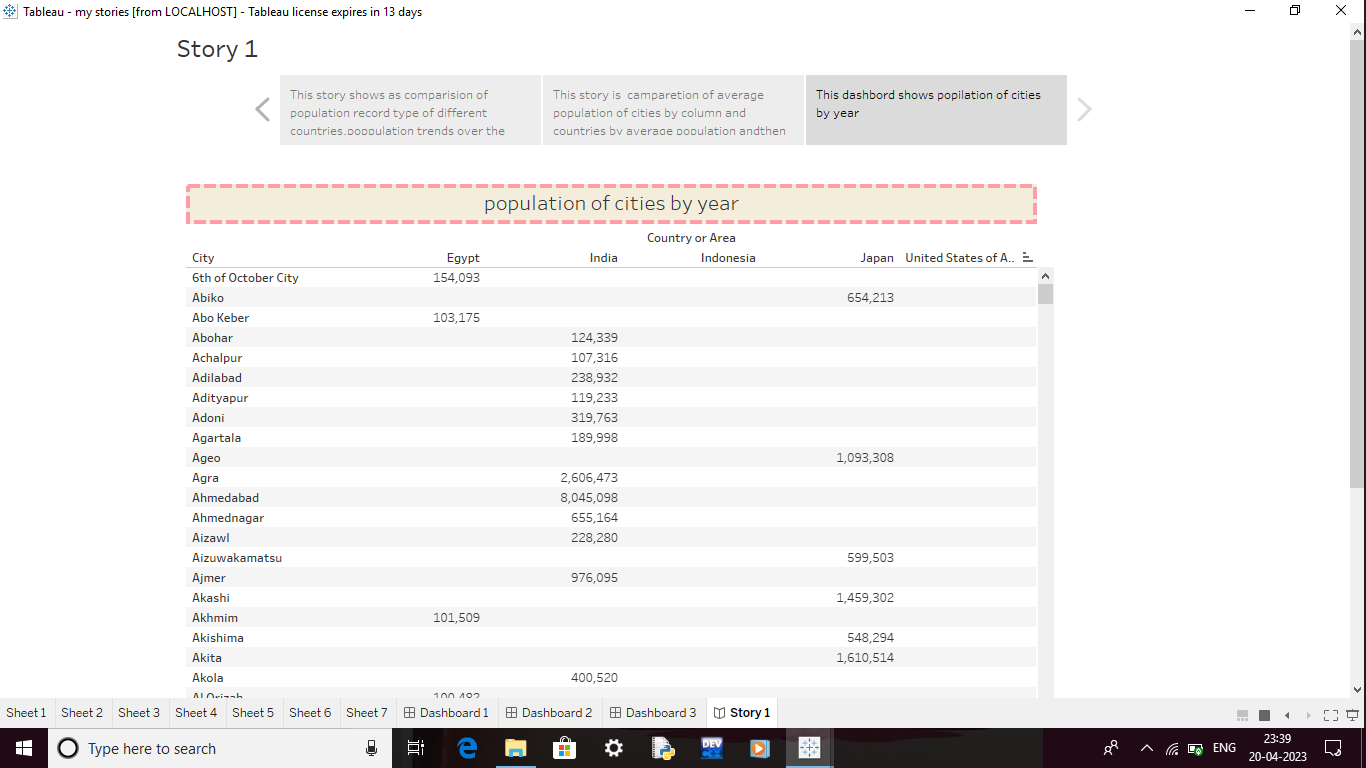 Tableau - my stories [from LOCALHOST] - Tableau license expires in 13 days
Story 1
This story shows as comparision of
population record type of different
countries,poppulation trends over the
This story is camparetion of average
population of cities by column and
countries by average population andthen
This dashbord shows popilation of cities
by year
population of cities by year
Country or Area
City Egypt India Indonesia Japan United States of A..
6th of October City 154,093
Abiko 654,213
Abo Keber 103,175
Abohar 124,339
Achalpur 107,316
Adilabad 238,932
Adityapur 119,233
Adoni 319,763
Agartala 189,998
Ageo 1,093,308
Agra 2,606,473
Ahmedabad 8,045,098
Ahmednagar 655,164
Aizawl 228,280
Aizuwakamatsu 599,503
Ajmer 976,095
Akashi 1,459,302
Akhmim 101,509
Akishima 548,294
Akita 1,610,514
Akola 400,520
Al Qrizah 100,482
Sheet 1 Sheet 2 Sheet 3 Sheet 4 Sheet 5 Sheet 6 Sheet 7 Dashboard 1 Dashboard 2 Dashboard 3 Story 1
Type here to search
DEV
ENG
23:39
20-04-2023